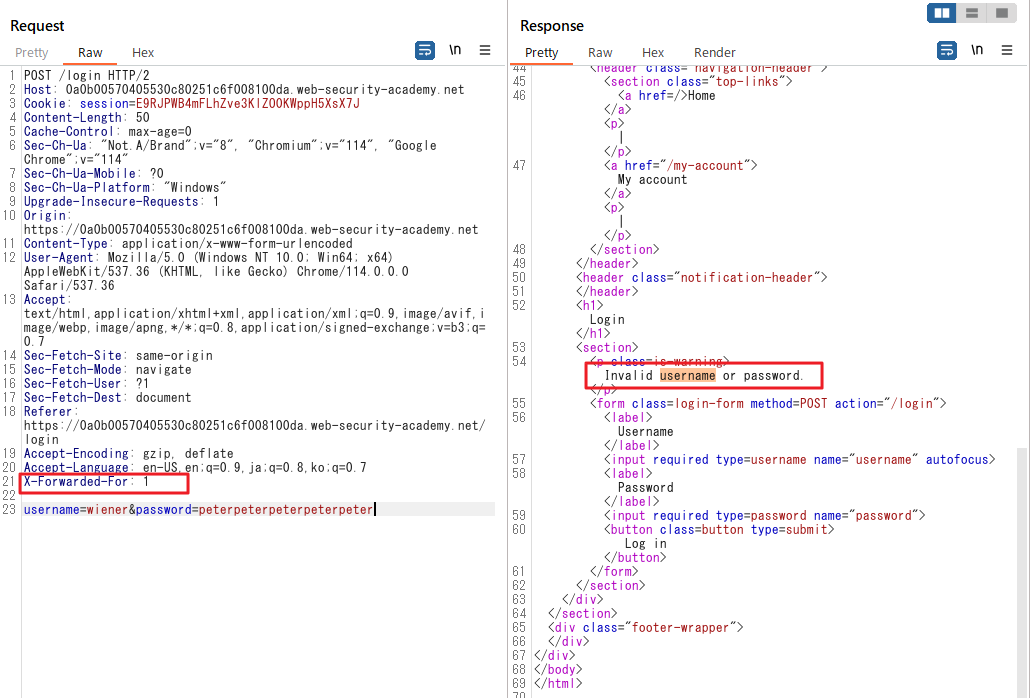 Request
Pretty Raw Hex
\n
1 POST /login HTTP/2
2 Host: 0a0b00570405530c80251c6f008100da.web-security-academy.net
3 Cookie: session=E9RJPWB4mFLhZve3KlZOOKWppH5XsX7J
4 Content-Length: 50
5 Cache-Control: max-age=0
6 Sec-Ch-Ua: "Not.A/Brand";v="8", "Chromium";v="114", "Google
Chrome";v="114"
7 Sec-Ch-Ua-Mobile: ?0
8 Sec-Ch-Ua-Platform: "Windows"
9 Upgrade-Insecure-Requests: 1
10 Origin:
https://0a0b00570405530c80251c6f008100da.web-security-academy.net
11 Content-Type: application/x-www-form-urlencoded
12 User-Agent: Mozilla/5.0 (Windows NT 10.0; Win64; x64)
AppleWebKit/537.36 (KHTML, like Gecko) Chrome/114.0.0.0
Safari/537.36
13 Accept:
text/html,application/xhtml+xml,application/xml;q=0.9,image/avif,i
mage/webp,image/apng,*/*;q=0.8,application/signed-exchange;v=b3;q=
0.7
14 Sec-Fetch-Site: same-origin
15 Sec-Fetch-Mode: navigate
16 Sec-Fetch-User: ?1
17 Sec-Fetch-Dest: document
18 Referer:
https://0a0b00570405530c80251c6f008100da.web-security-academy.net/
login
19 Accept-Encoding: gzip, deflate
20 Accept-Language: en-US,en;q=0.9,ja;q=0.8,ko;q=0.7
21 X-Forwarded-For: 1
22
23 username=wiener&password=peterpeterpeterpeterpeter
Response
Pretty Raw Hex Render
\n
44 <header class="navigation-header">
45 <section class="top-links">
46 <a href=/>Home
</a>
<p>
|
</p>
47 <a href="/my-account">
My account
</a>
<p>
|
</p>
48 </section>
49 </header>
50 <header class="notification-header">
51 </header>
52 <h1>
Login
</h1>
53 <section>
54 <p class=is-warning>
Invalid username or password.
</p>
55 <form class=login-form method=POST action="/login">
56 <label>
Username
</label>
57 <input required type=username name="username" autofocus>
58 <label>
Password
</label>
59 <input required type=password name="password">
60 <button class=button type=submit>
Log in
</button>
61 </form>
62 </section>
63 </div>
64 </section>
65 <div class="footer-wrapper">
66 </div>
67 </div>
68 </body>
69 </html>
70